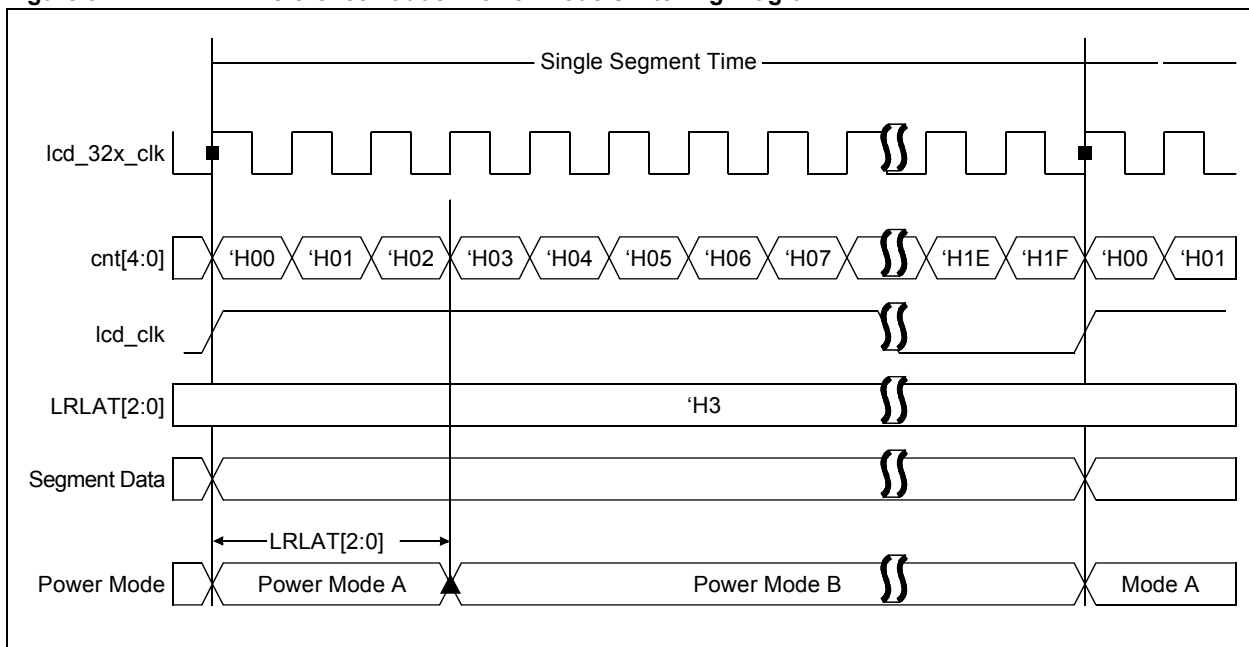 Single Segment Time
lcd_32x_clk
cnt[4:0] ‘H00 ‘H01 ‘H02 ‘H03 ‘H04 ‘H05 ‘H06 ‘H07 ‘H1E ‘H1F ‘H00 ‘H01
lcd_clk
LRLAT[2:0] ‘H3
Segment Data
LRLAT[2:0]
Power Mode Power Mode A Power Mode B Mode A